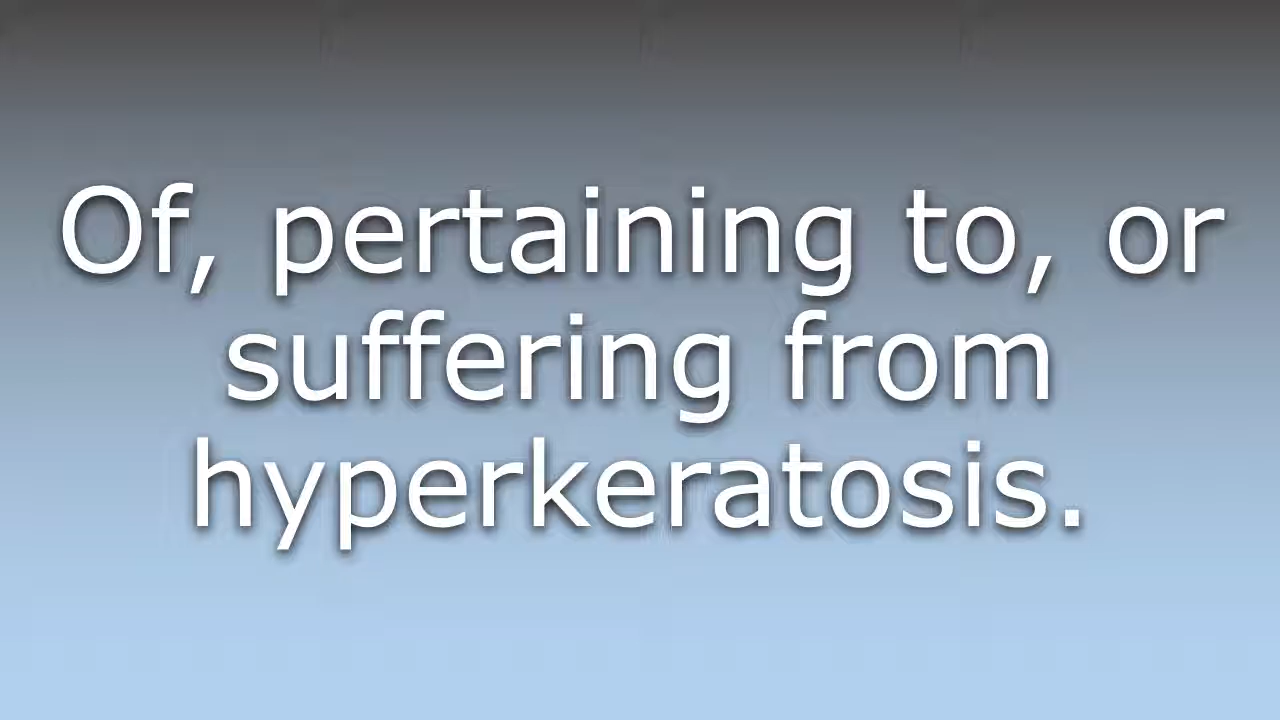 Of, pertaining to, or
suffering from
hyperkeratosis.